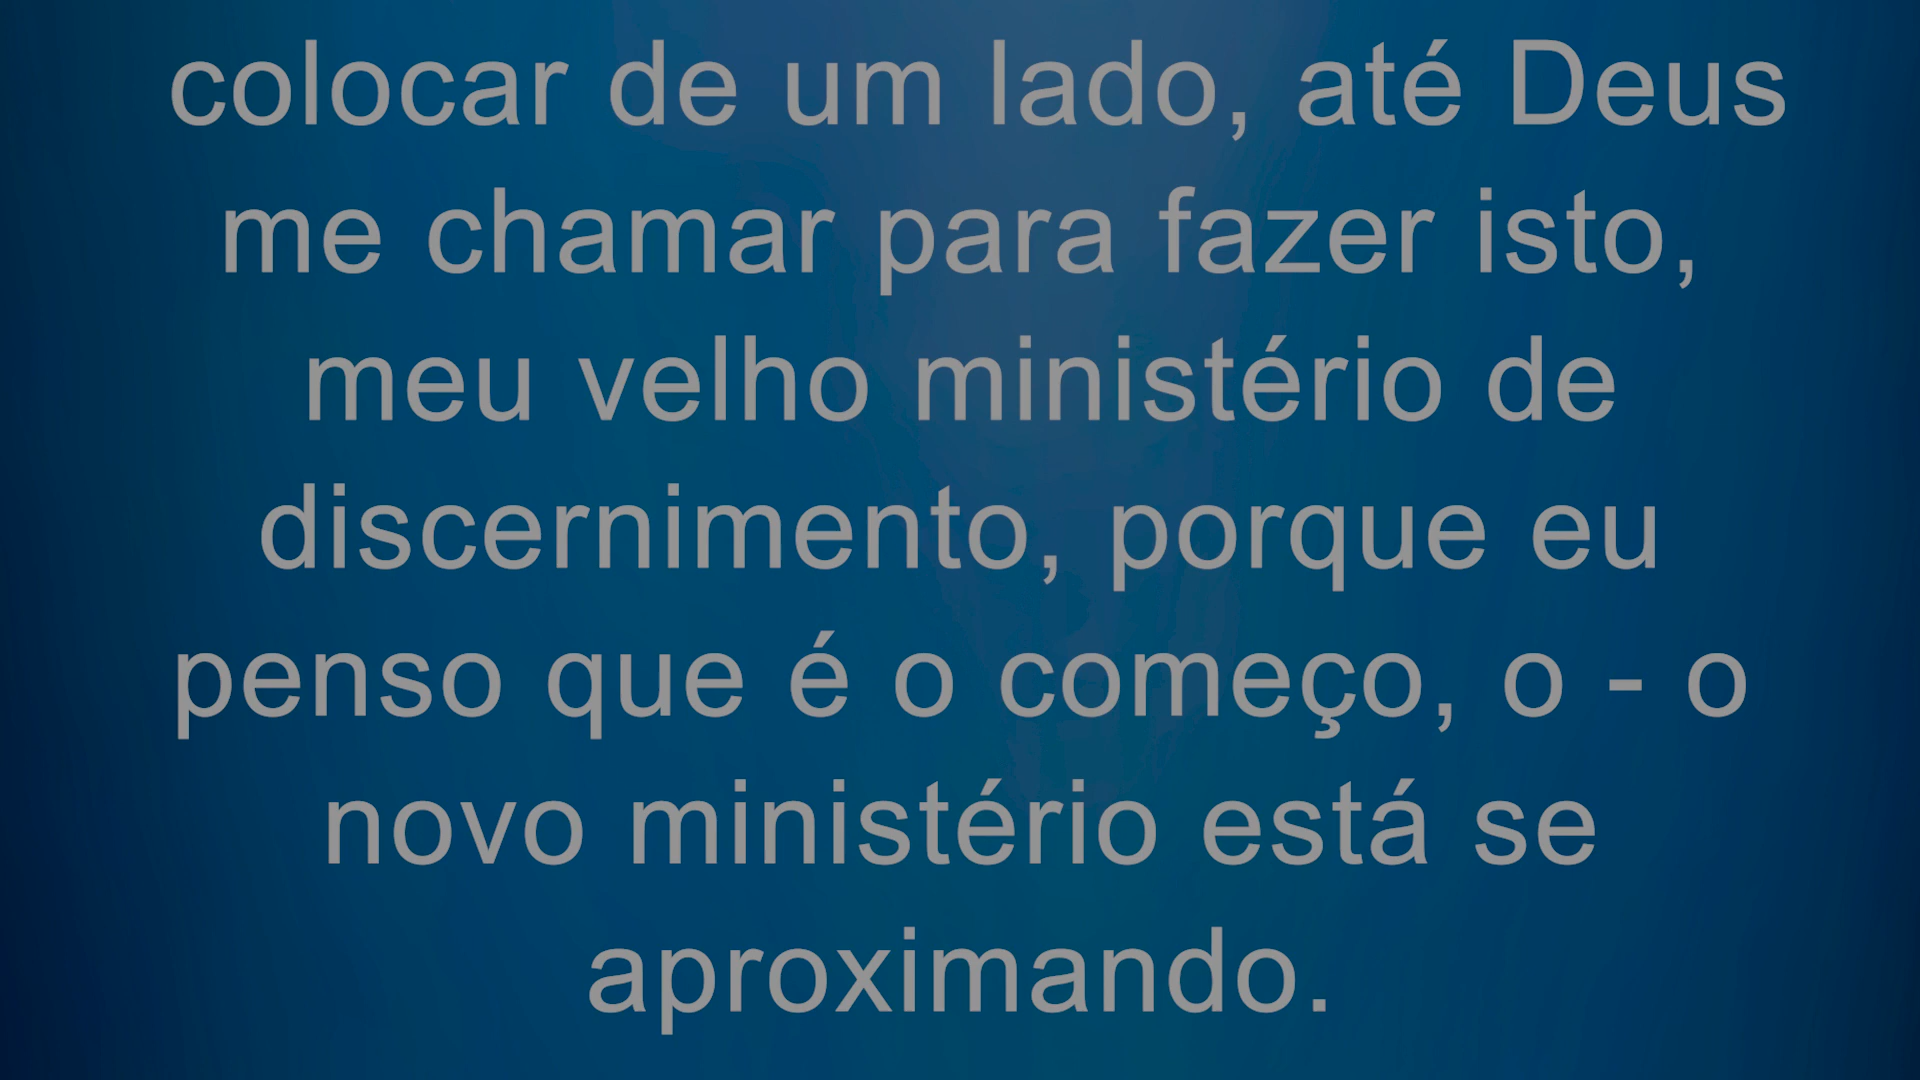 colocar de um lado, até Deus
me chamar para fazer isto,
meu velho ministério de
discernimento, porque eu
penso que é o começo, o - o
novo ministério está se
aproximando.